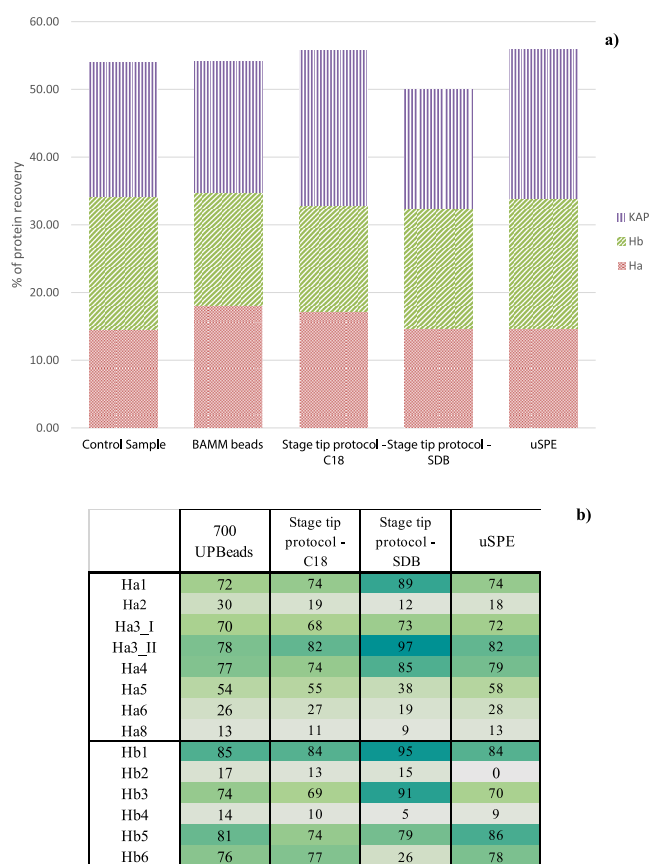 60.00
a)
50.00
40.00
% of protein recovery
30.00
KAP
Hb
Ha
20.00
10.00
0.00
Control Sample BAMM beads Stage tip protocol - Stage tip protocol - uSPE
C18 SDB
b)
700 UPBeads Stage tip protocol - C18 Stage tip protocol - SDB uSPE
Ha1 72 74 89 74
Ha2 30 19 12 18
Ha3_I 70 68 73 72
Ha3_II 78 82 97 82
Ha4 77 74 85 79
Ha5 54 55 38 58
Ha6 26 27 19 28
Ha8 13 11 9 13
Hb1 85 84 95 84
Hb2 17 13 15 0
Hb3 74 69 91 70
Hb4 14 10 5 9
Hb5 81 74 79 86
Hb6 76 77 26 78